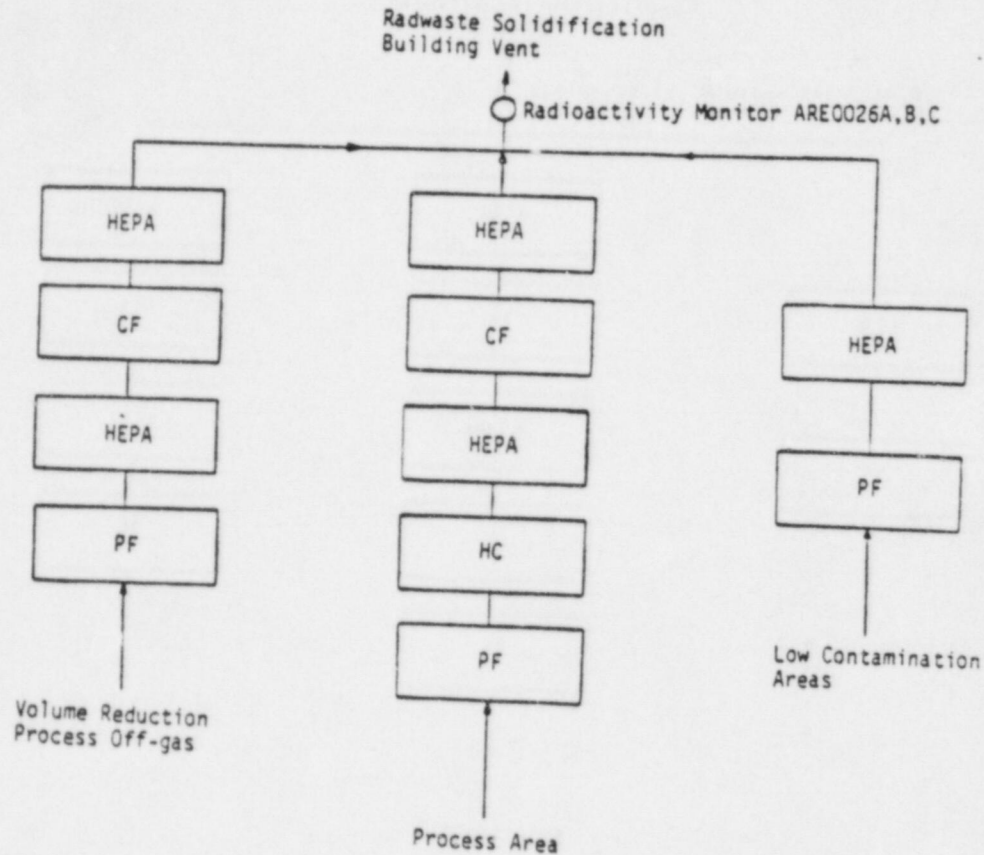 Radwaste Solidification
Building Vent
Radioactivity Monitor ARE0026A,B,C
HEPA
HEPA
CF
CF
HEPA
HEPA
HEPA
PF
PF
HC
PF
Low Contamination
Areas
Volume Reduction
Process Off-gas
Process Area